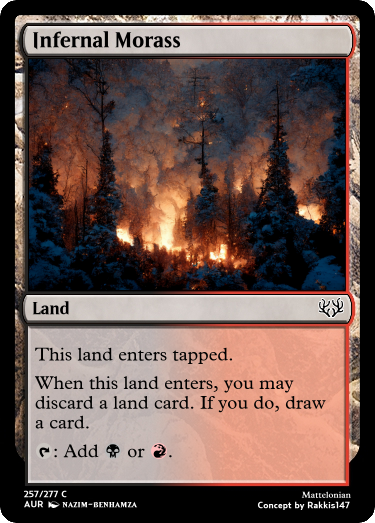 Infernal Morass
Land
This land enters tapped.
When this land enters, you may
discard a land card. If you do, draw
a card.
: Add or .
257/277 C
AUR NAZIM-BENHAMZA
Mattelonian
Concept by Rakkis147